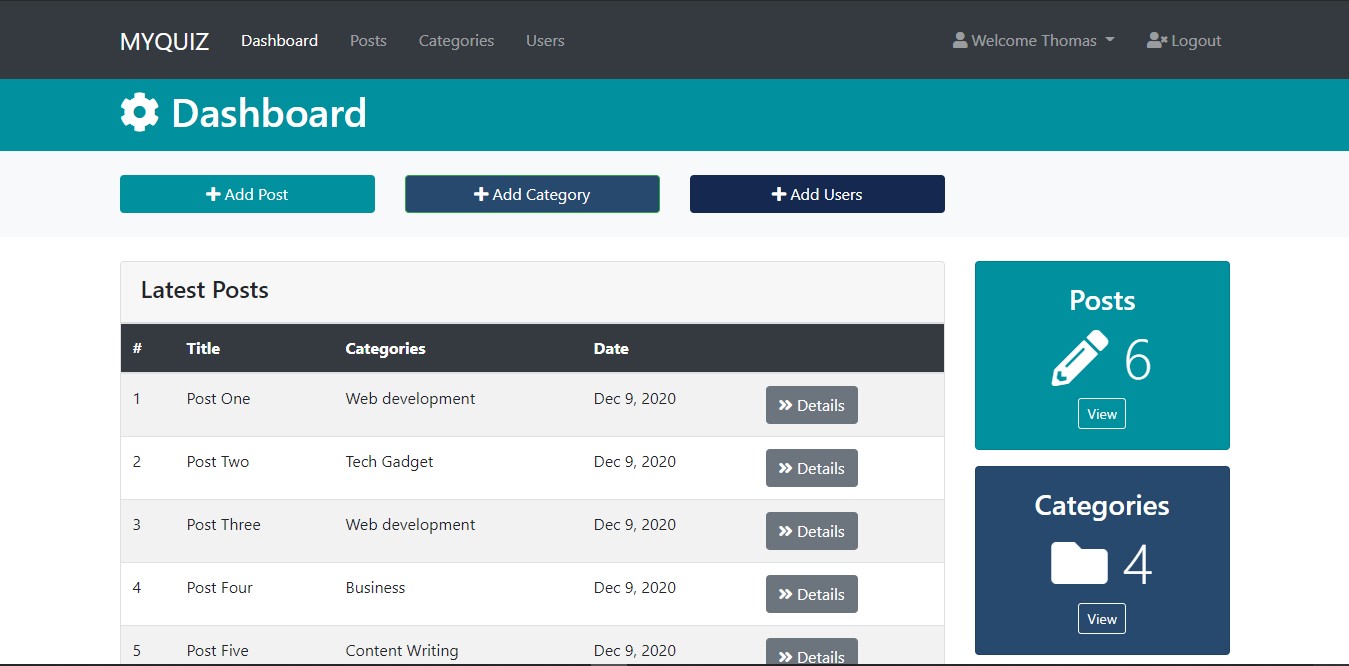 MYQUIZ Dashboard Posts Categories Users Welcome Thomas Logout
Dashboard
Add Post Add Category Add Users
Latest Posts
# Title Categories Date
1 Post One Web development Dec 9, 2020 Details
2 Post Two Tech Gadget Dec 9, 2020 Details
3 Post Three Web development Dec 9, 2020 Details
4 Post Four Business Dec 9, 2020 Details
5 Post Five Content Writing Dec 9, 2020 Details
Posts
6
View
Categories
4
View